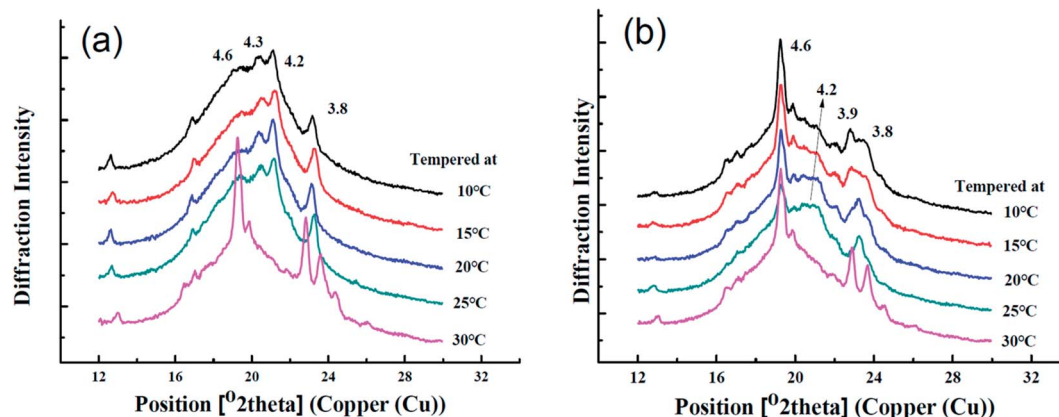 (a)
4.6
4.3
4.2
3.8
Tempered at
10°C
15°C
20°C
25°C
30°C
Diffraction Intensity
12 16 20 24 28 32
Position [⁰2theta] (Copper (Cu)
(b)
4.6
4.2
3.9
3.8
Tempered at
10°C
15°C
20°C
25°C
30°C
Diffraction Intensity
12 16 20 24 28 32
Position [⁰2theta] (Copper (Cu)